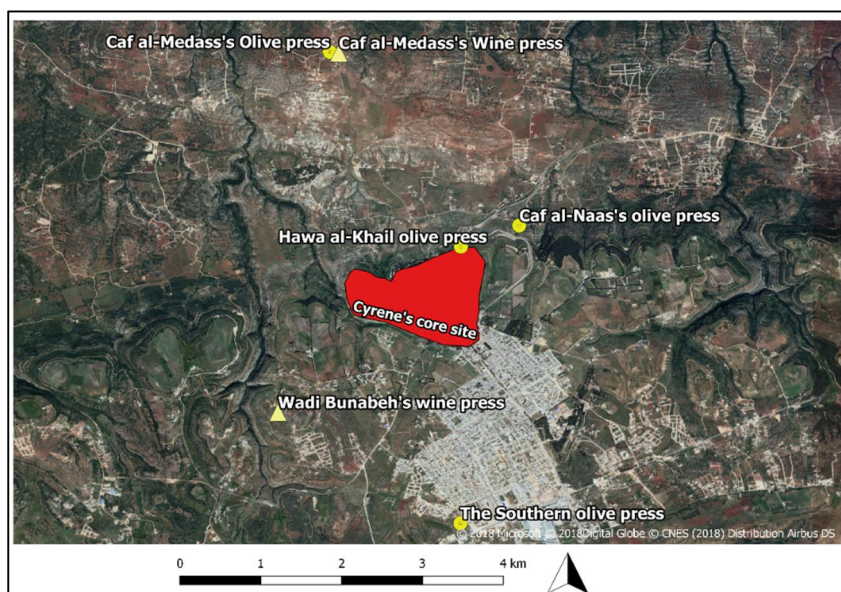 Caf al-Medass's Olive press
Caf al-Medass's Wine press
Caf al-Naas's olive press
Hawa al-Khail olive press
Cyrene's core site
Wadi Bunabeh's wine press
The Southern olive press
© 2018 Microsoft © 2018Digital Globe © CNES (2018) Distribution Airbus DS
0 1 2 3 4 km